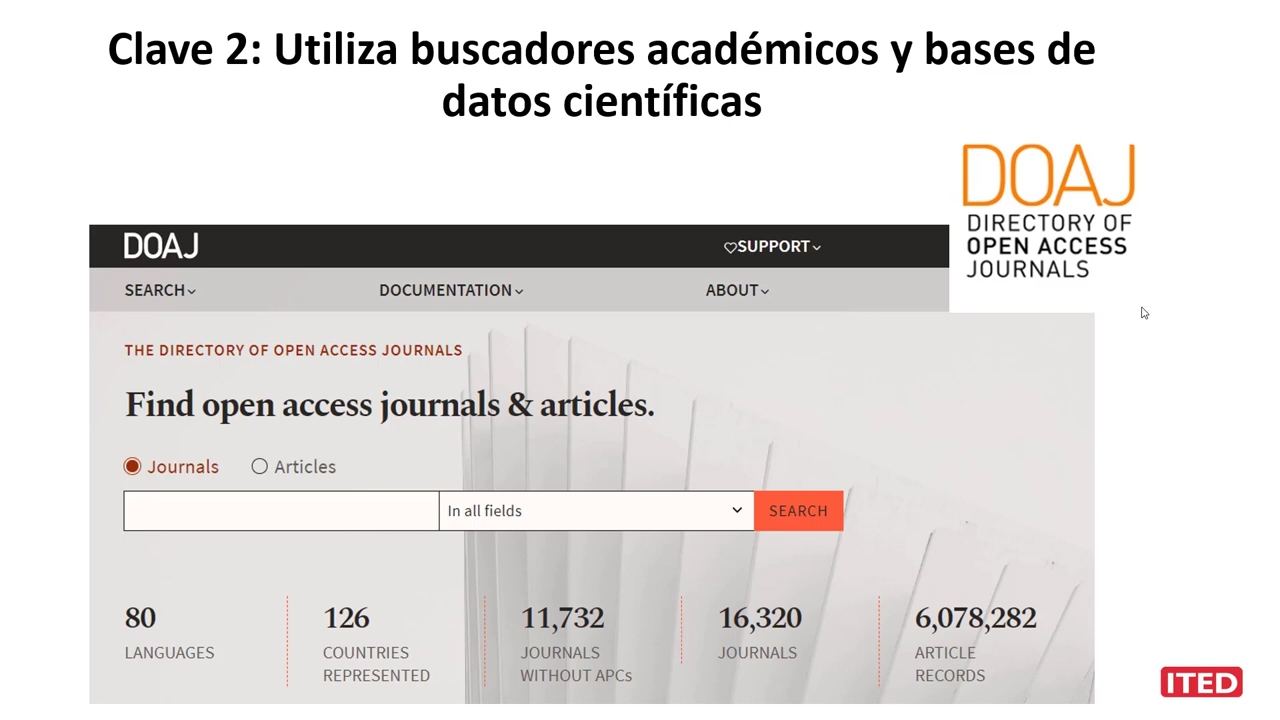 Clave 2: Utiliza buscadores académicos y bases de
datos científicas
DOAJ
DIRECTORY OF
OPEN ACCESS
JOURNALS
DOAJ
SUPPORT
SEARCH
DOCUMENTATION
ABOUT
THE DIRECTORY OF OPEN ACCESS JOURNALS
Find open access journals & articles.
Journals
Articles
In all fields
SEARCH
80
LANGUAGES
126
COUNTRIES
REPRESENTED
11,732
JOURNALS
WITHOUT APCs
16,320
JOURNALS
6,078,282
ARTICLE
RECORDS
ITED